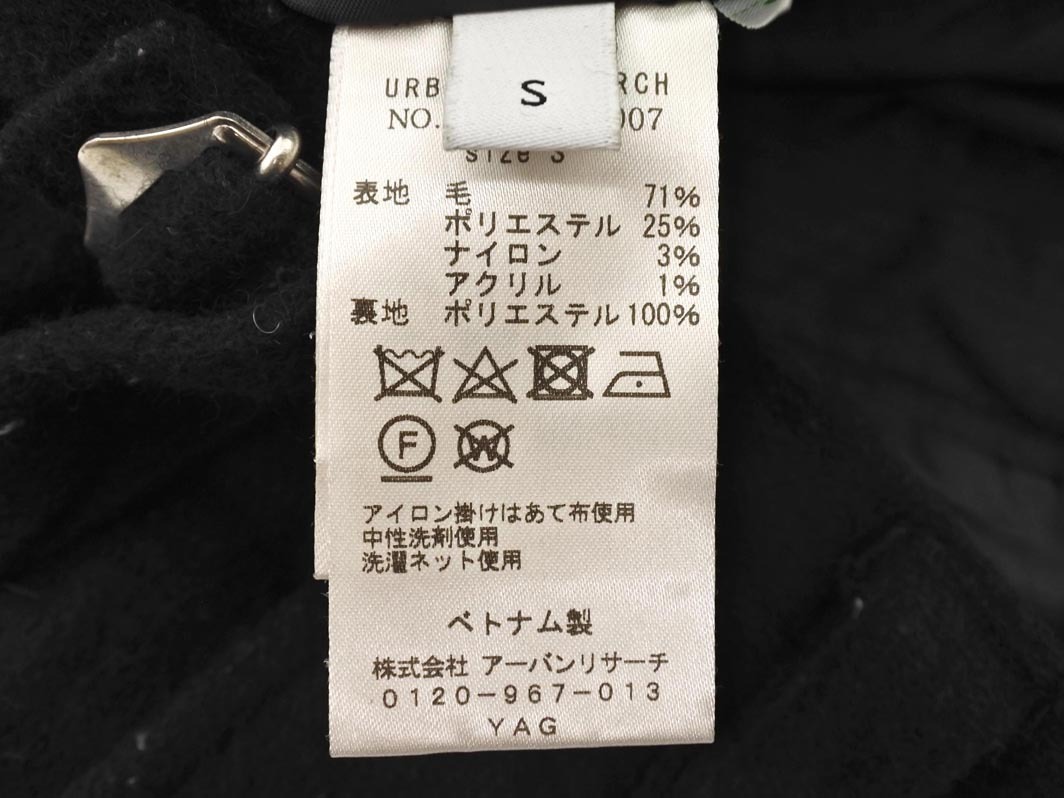 S
NO.
007
表地 毛 71%
ポリエステル 25%
ナイロン 3%
アクリル 1%
裏地 ポリエステル 100%
F
W
アイロン掛けはあて布使用
中性洗剤使用
洗濯ネット使用
ベトナム製
株式会社 アーバンリサーチ
0120-967-013
YAG